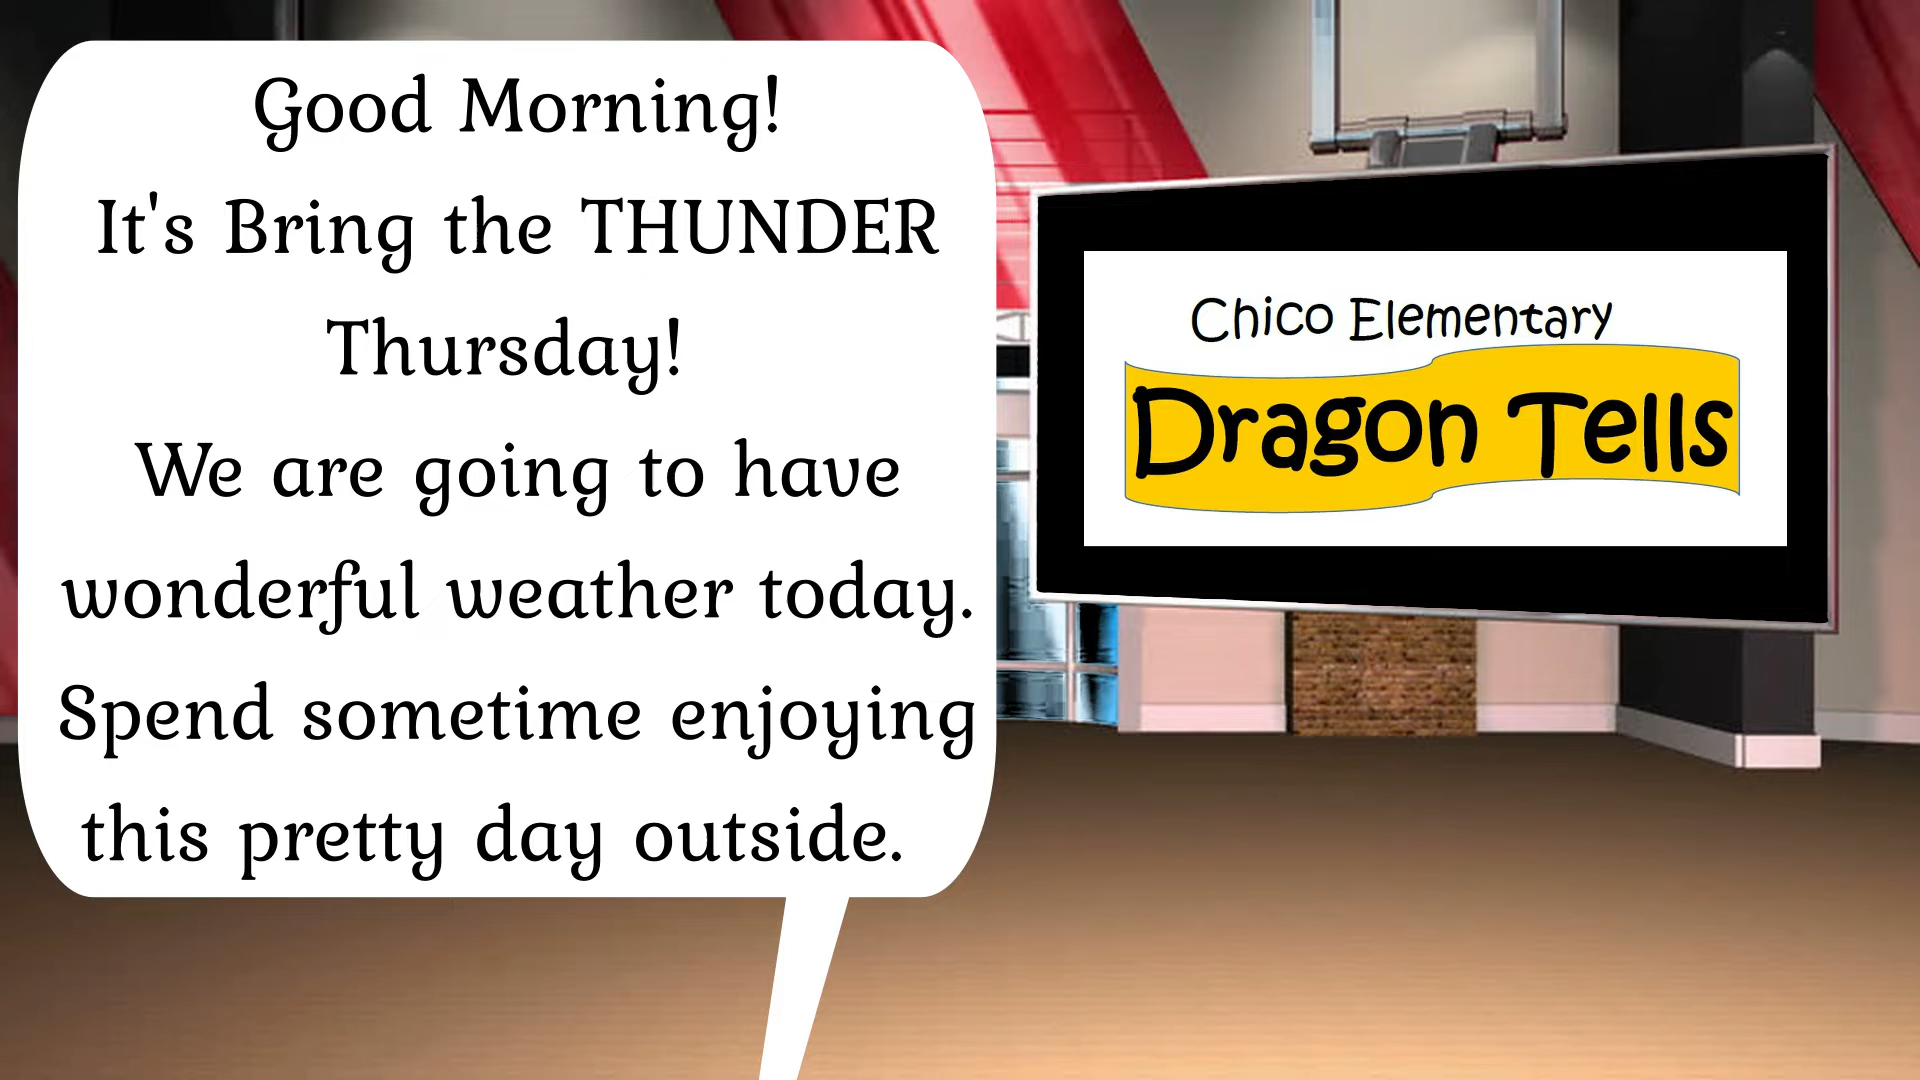 Good Morning!
It's Bring the THUNDER
Thursday!
We are going to have
wonderful weather today.
Spend sometime enjoying
this pretty day outside.
Chico Elementary
Dragon Tells